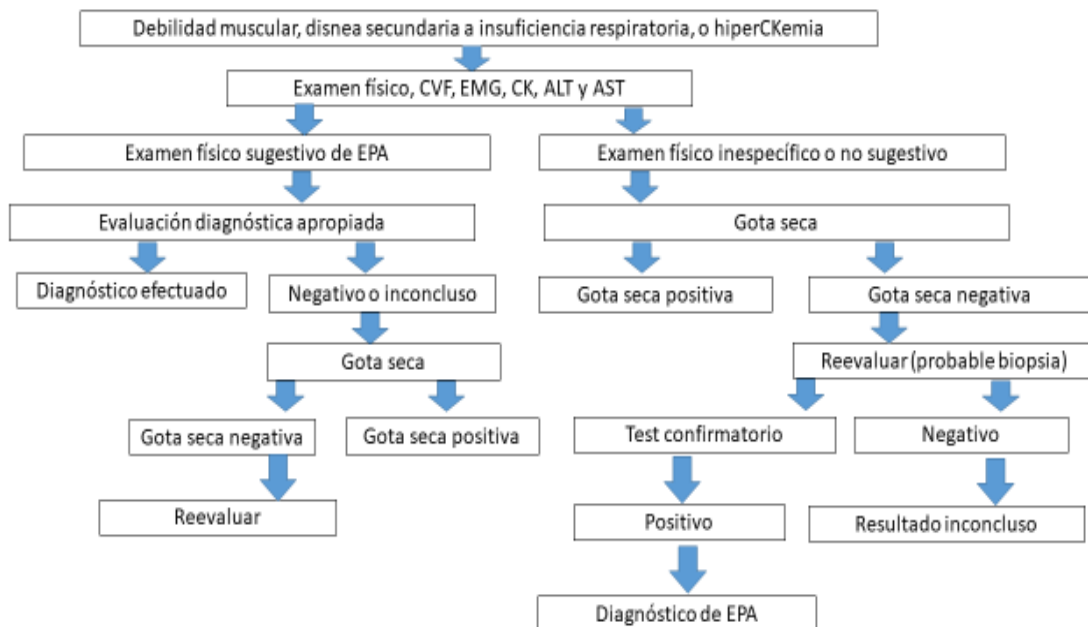 Debilidad muscular, disnea secundaria a insuficiencia respiratoria, o hiperCKemia
Examen físico, CVF, EMG, CK, ALT y AST
Examen físico sugestivo de EPA
Examen físico inespecífico o no sugestivo
Evaluación diagnóstica apropiada
Gota seca
Diagnóstico efectuado
Negativo o inconcluso
Gota seca positiva
Gota seca negativa
Gota seca
Reevaluar (probable biopsia)
Gota seca negativa
Gota seca positiva
Test confirmatorio
Negativo
Reevaluar
Positivo
Resultado inconcluso
Diagnóstico de EPA